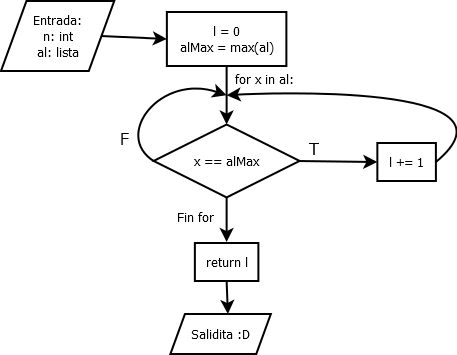 Entrada:
n: int
al: lista
l = 0
alMax = max(al)
for x in al:
F
x == alMax
T
l += 1
Fin for
return l
Salidita :D